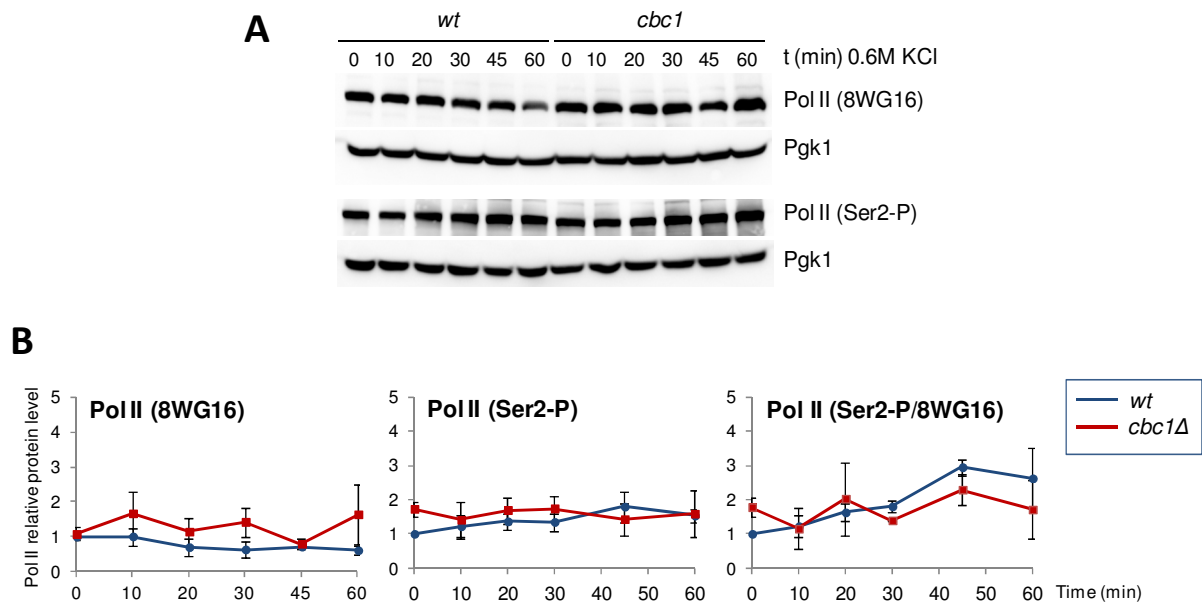 A
wt cbc1
0 10 20 30 45 60 0 10 20 30 45 60 t (min) 0.6M KCl
Pol II (8WG16)
Pgk1
Pol II (Ser2-P)
Pgk1
B
Pol II relative protein level
Pol II (8WG16)
5
4
3
2
1
0
0 10 20 30 45 60
Pol II (Ser2-P)
5
4
3
2
1
0
0 10 20 30 40 50 60
Pol II (Ser2-P/8WG16)
5
4
3
2
1
0
0 10 20 30 40 50 60
Time (min)
wt
cbc1Δ